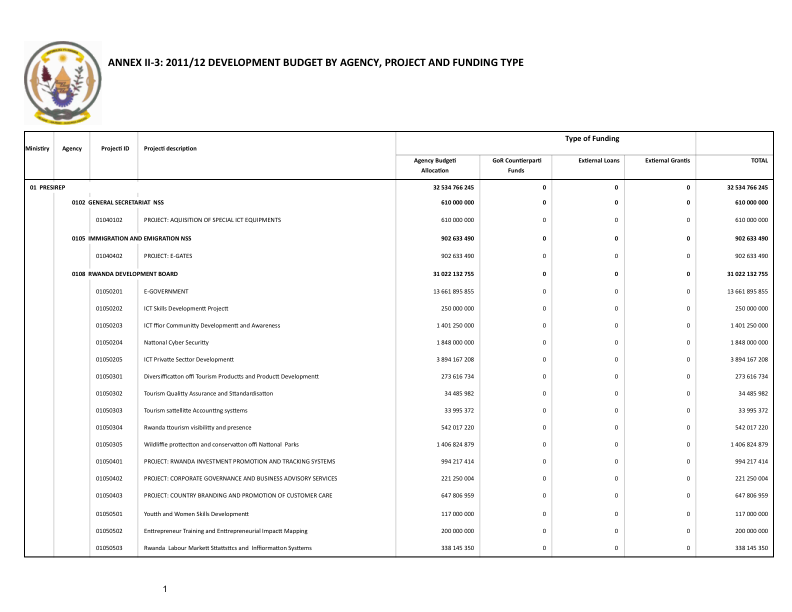 ANNEX II-3: 2011/12 DEVELOPMENT BUDGET BY AGENCY, PROJECT AND FUNDING TYPE
Type of Funding
Ministiry Agency Projecti ID Projecti description
Agency Budgeti Allocation GoR Countierparti Funds Extiernal Loans Extiernal Grantis TOTAL
01 PRESIREP 32 534 766 245 0 0 0 32 534 766 245
0102 GENERAL SECRETARIAT NSS 610 000 000 0 0 0 610 000 000
01040102 PROJECT: AQUISITION OF SPECIAL ICT EQUIPMENTS 610 000 000 0 0 0 610 000 000
0105 IMMIGRATION AND EMIGRATION NSS 902 633 490 0 0 0 902 633 490
01040402 PROJECT: E-GATES 902 633 490 0 0 0 902 633 490
0108 RWANDA DEVELOPMENT BOARD 31 022 132 755 0 0 0 31 022 132 755
01050201 E-GOVERNMENT 13 661 895 855 0 0 0 13 661 895 855
01050202 ICT Skills Developmentt Projectt 250 000 000 0 0 0 250 000 000
01050203 ICT ffior Communitty Developmentt and Awareness 1 401 250 000 0 0 0 1 401 250 000
01050204 Nattonal Cyber Securitty 1 848 000 000 0 0 0 1 848 000 000
01050205 ICT Privatte Secttor Developmentt 3 894 167 208 0 0 0 3 894 167 208
01050301 Diversifficatton offi Tourism Productts and Productt Developmentt 273 616 734 0 0 0 273 616 734
01050302 Tourism Qualitty Assurance and Sttandardisatton 34 485 982 0 0 0 34 485 982
01050303 Tourism sattellitte Accounttng systtems 33 995 372 0 0 0 33 995 372
01050304 Rwanda ttourism visibilitty and presence 542 017 220 0 0 0 542 017 220
01050305 Wildliffie prottectton and conservatton offi Nattonal Parks 1 406 824 879 0 0 0 1 406 824 879
01050401 PROJECT: RWANDA INVESTMENT PROMOTION AND TRACKING SYSTEMS 994 217 414 0 0 0 994 217 414
01050402 PROJECT: CORPORATE GOVERNANCE AND BUSINESS ADVISORY SERVICES 221 250 004 0 0 0 221 250 004
01050403 PROJECT: COUNTRY BRANDING AND PROMOTION OF CUSTOMER CARE 647 806 959 0 0 0 647 806 959
01050501 Youtth and Women Skills Developmentt 117 000 000 0 0 0 117 000 000
01050502 Enttrepreneur Training and Enttrepreneurial Impactt Mapping 200 000 000 0 0 0 200 000 000
01050503 Rwanda Labour Markett Sttattsttcs and Inffiormatton Systtems 338 145 350 0 0 0 338 145 350
1